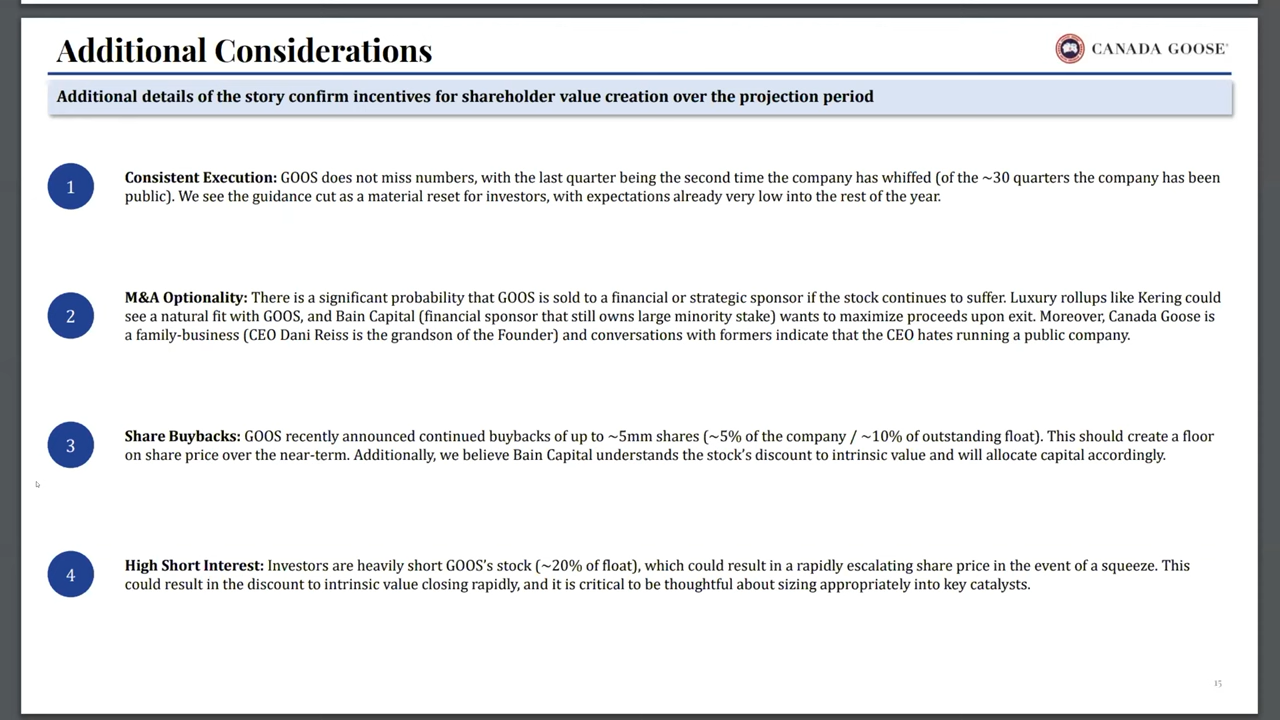 Additional Considerations
CANADA GOOSE
Additional details of the story confirm incentives for shareholder value creation over the projection period
1
Consistent Execution: GOOS does not miss numbers, with the last quarter being the second time the company has whiffed (of the ~30 quarters the company has been
public). We see the guidance cut as a material reset for investors, with expectations already very low into the rest of the year.
2
M&A Optionality: There is a significant probability that GOOS is sold to a financial or strategic sponsor if the stock continues to suffer. Luxury rollups like Kering could
see a natural fit with GOOS, and Bain Capital (financial sponsor that still owns large minority stake) wants to maximize proceeds upon exit. Moreover, Canada Goose is
a family-business (CEO Dani Reiss is the grandson of the Founder) and conversations with formers indicate that the CEO hates running a public company.
3
Share Buybacks: GOOS recently announced continued buybacks of up to ~5mm shares (~5% of the company / ~10% of outstanding float). This should create a floor
on share price over the near-term. Additionally, we believe Bain Capital understands the stock's discount to intrinsic value and will allocate capital accordingly.
4
High Short Interest: Investors are heavily short GOOS's stock (~20% of float), which could result in a rapidly escalating share price in the event of a squeeze. This
could result in the discount to intrinsic value closing rapidly, and it is critical to be thoughtful about sizing appropriately into key catalysts.
15